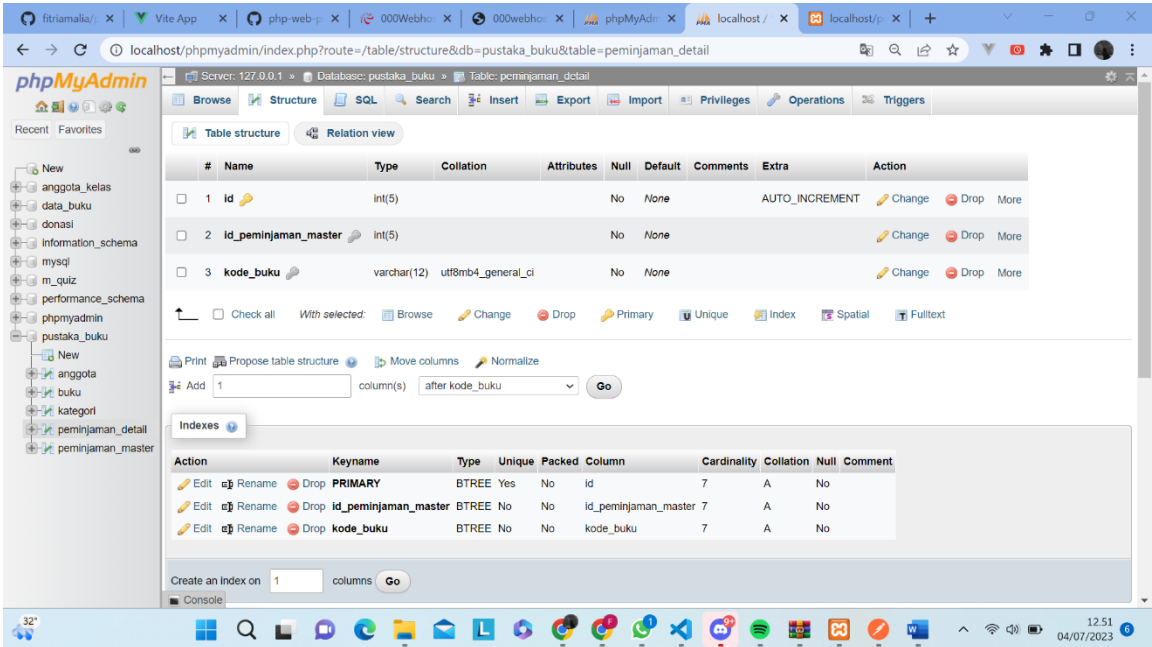 fitriamalia/p
Vite App
php-web-p
000Webhos
000webho
phpMyAdm
localhost /
localhost/p
localhost/phpmyadmin/index.php?route=/table/structure&db=pustaka_buku&table=peminjaman_detail
phpMyAdmin
Recent Favorites
New
anggota_kelas
data_buku
donasi
information_schema
mysql
m_quiz
performance_schema
phpmyadmin
pustaka_buku
New
anggota
buku
kategori
peminjaman_detail
peminjaman_master
Server: 127.0.0.1 » Database: pustaka_buku » Table: peminjaman_detail
Browse Structure SQL Search Insert Export Import Privileges Operations Triggers
Table structure Relation view
# Name Type Collation Attributes Null Default Comments Extra Action
1 id int(5) No None AUTO_INCREMENT Change Drop More
2 id_peminjaman_master int(5) No None Change Drop More
3 kode_buku varchar(12) utf8mb4_general_ci No None Change Drop More
Check all With selected: Browse Change Drop Primary Unique Index Spatial Fulltext
Print Propose table structure Move columns Normalize
Add 1 column(s) after kode_buku Go
Indexes
Action Keyname Type Unique Packed Column Cardinality Collation Null Comment
Edit Rename Drop PRIMARY BTREE Yes No id 7 A No
Edit Rename Drop id_peminjaman_master BTREE No No id_peminjaman_master 7 A No
Edit Rename Drop kode_buku BTREE No No kode_buku 7 A No
Create an index on 1 columns Go
Console
32°
12.51
04/07/2023
6